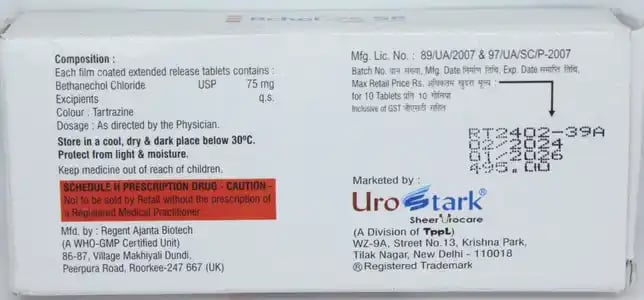 Composition :
Each film coated extended release tablets contains :
Bethanechol Chloride USP 75 mg
Excipients q.s.
Colour : Tartrazine
Dosage : As directed by the Physician.
Store in a cool, dry & dark place below 30ºC.
Protect from light & moisture.
Keep medicine out of reach of children.
SCHEDULE H PRESCRIPTION DRUG - CAUTION -
Not to be sold by Retail without the prescription of
a Registered Medical Practitioner
Mfd. by : Regent Ajanta Biotech
(A WHO-GMP Certified Unit)
86-87, Village Makhiyali Dundi,
Peerpura Road, Roorkee-247 667 (UK)
Mfg. Lic. No. : 89/UA/2007 & 97/UA/SC/P-2007
Batch No. घान संख्या, Mfg. Date निर्माण तिथि, Exp. Date समाप्ति तिथि,
Max Retail Price Rs. अधिकतम खुदरा मूल्य :
for 10 Tablets प्रति 10 गोलियां
Inclusive of GST जीएसटी सहित
RT2402-39A
02/2024
01/2026
495.00
Marketed by :
UroStark®
Sheer Urocare
(A Division of TppL)
WZ-9A, Street No.13, Krishna Park,
Tilak Nagar, New Delhi - 110018
® Registered Trademark